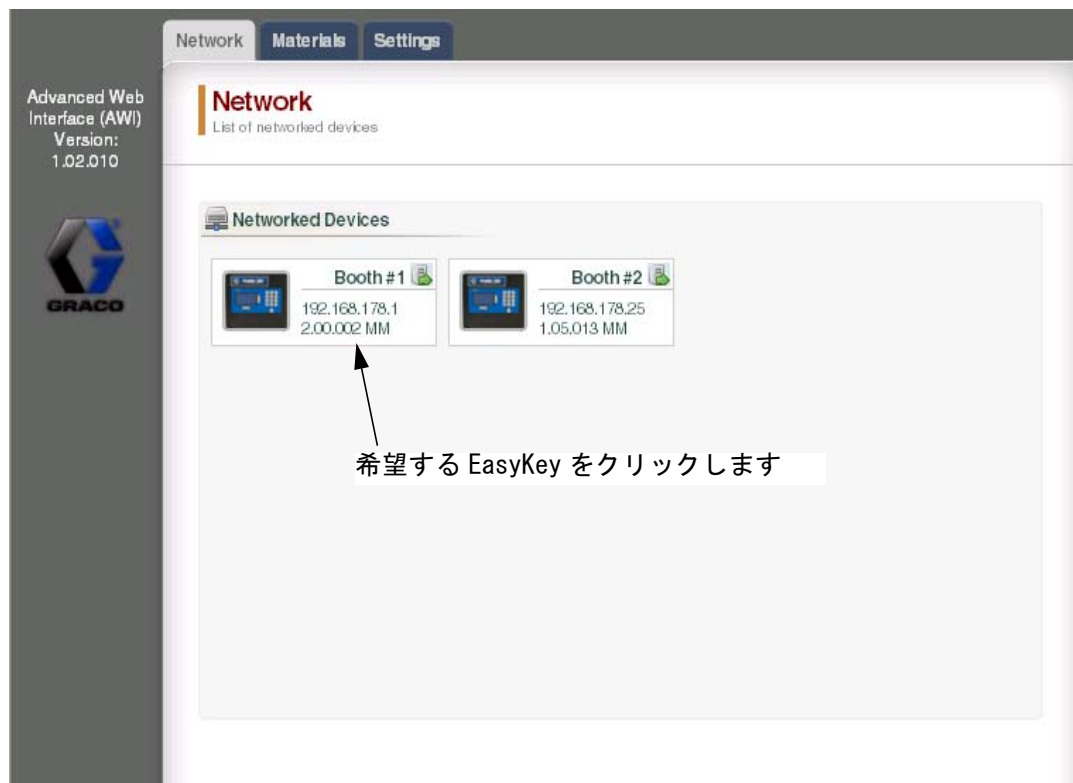 Network Materials Settings
Advanced Web
Interface (AWI)
Version:
1.02.010
GRACO
Network
List of networked devices
Networked Devices
Booth #1
192.168.178.1
2.00.002 MM
Booth #2
192.168.178.25
1.05.013 MM
希望する EasyKey をクリックします